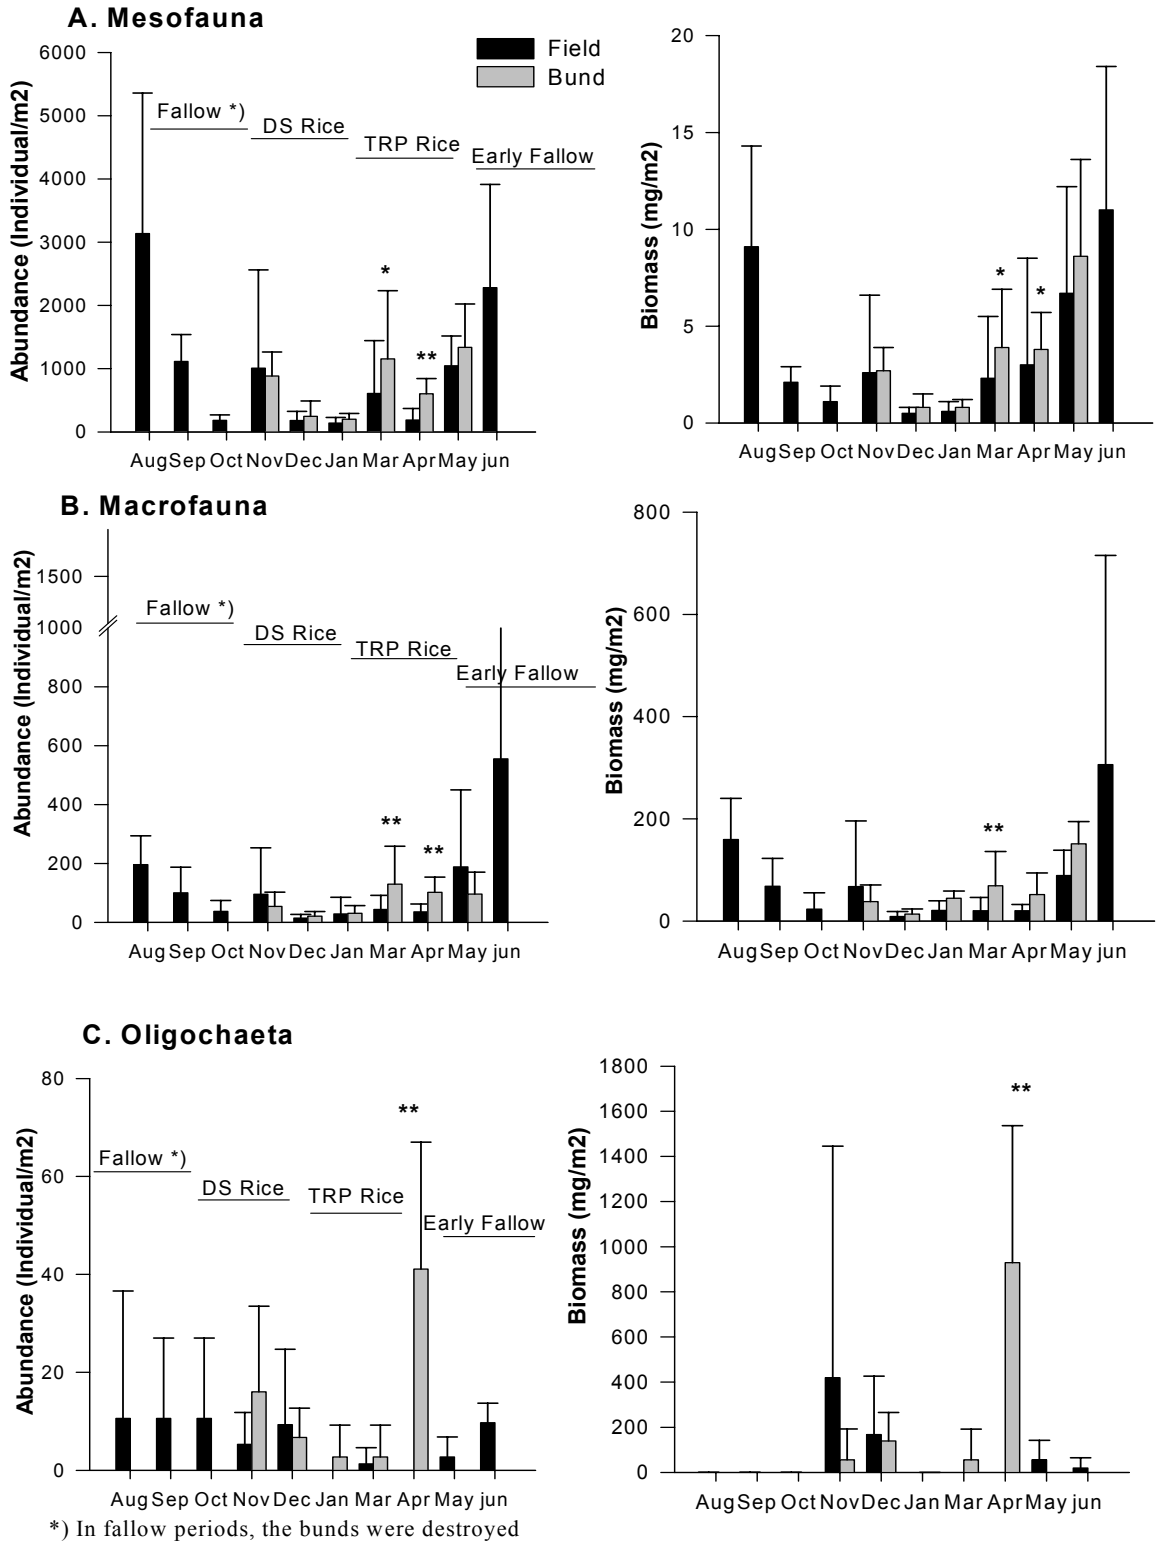 A. Mesofauna
Field
Bund
Abundance (Individual/m2)
6000
5000
4000
3000
2000
1000
0
Fallow *)
DS Rice
TRP Rice
Early Fallow
*
**
Aug Sep Oct Nov Dec Jan Mar Apr May jun
Biomass (mg/m2)
20
15
10
5
0
*
*
Aug Sep Oct Nov Dec Jan Mar Apr May jun
B. Macrofauna
Abundance (Individual/m2)
1500
1000
800
600
400
200
0
Fallow *)
DS Rice
TRP Rice
Early Fallow
**
**
Aug Sep Oct Nov Dec Jan Mar Apr May jun
Biomass (mg/m2)
800
600
400
200
0
**
Aug Sep Oct Nov Dec Jan Mar Apr May jun
C. Oligochaeta
Abundance (Individual/m2)
80
60
40
20
0
Fallow *)
DS Rice
TRP Rice
Early Fallow
**
Aug Sep Oct Nov Dec Jan Mar Apr May jun
Biomass (mg/m2)
1800
1600
1400
1200
1000
800
600
400
200
0
**
Aug Sep Oct Nov Dec Jan Mar Apr May jun
*) In fallow periods, the bunds were destroyed